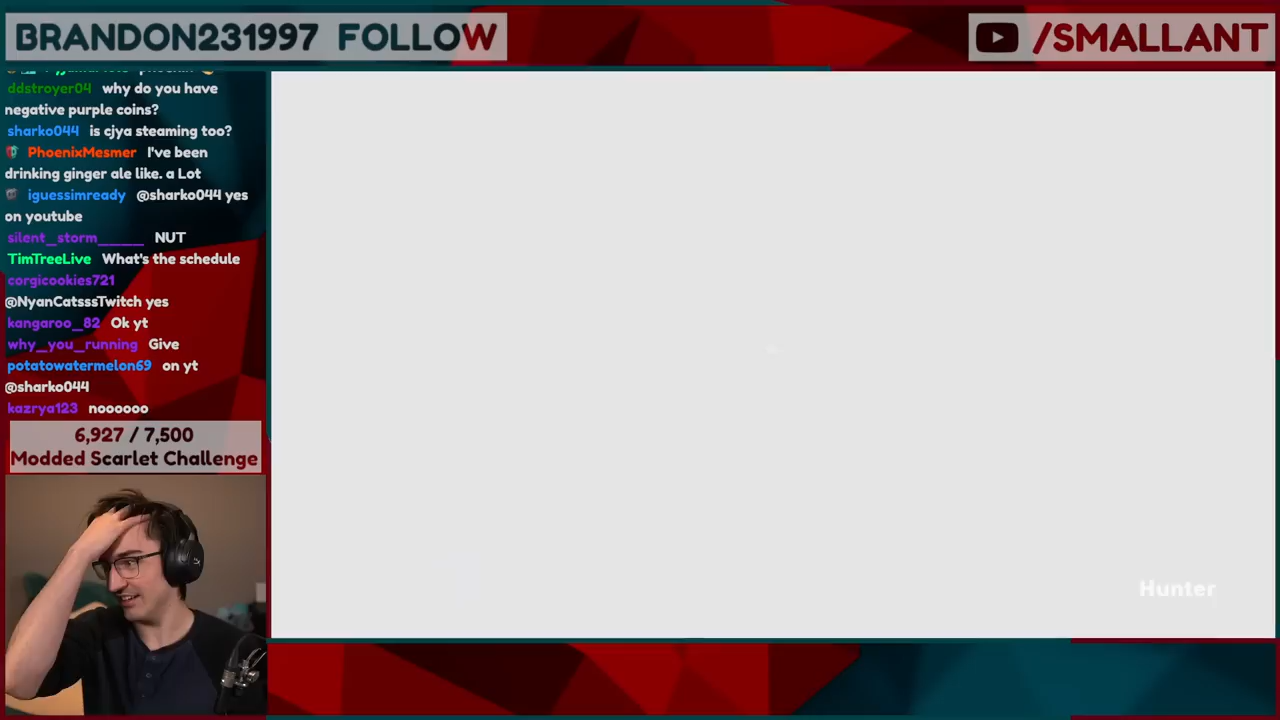 BRANDON231997 FOLLOW
/SMALLANT
ddstroyer04 why do you have
negative purple coins?
sharko044 is cjya steaming too?
PhoenixMesmer I've been
drinking ginger ale like. a Lot
iguessimready @sharko044 yes
on youtube
silent_storm____ NUT
TimTreeLive What's the schedule
corgicookies721
@NyanCatsssTwitch yes
kangaroo_82 Ok yt
why_you_running Give
potatowatermelon69 on yt
@sharko044
kazrya123 noooooo
6,927 / 7,500
Modded Scarlet Challenge
Hunter